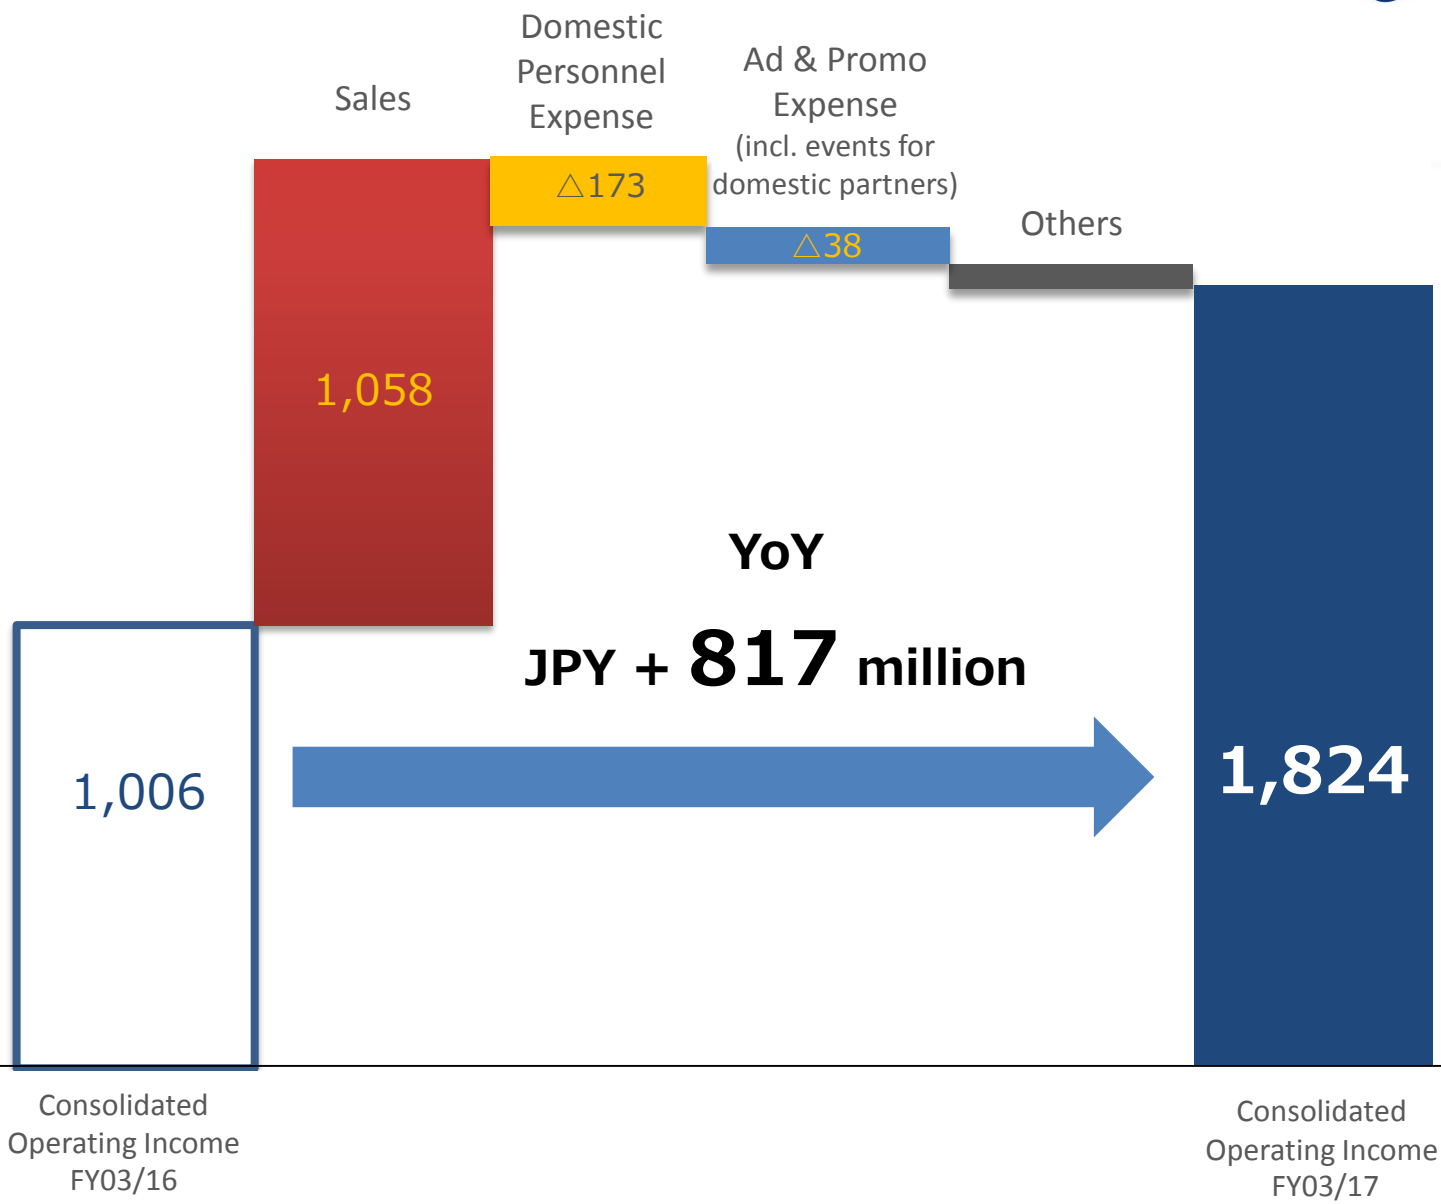 Sales
Domestic
Personnel
Expense
Ad & Promo
Expense
(incl. events for
domestic partners)
Others
△173
△38
1,058
YoY
JPY + 817 million
1,006
1,824
Consolidated
Operating Income
FY03/16
Consolidated
Operating Income
FY03/17